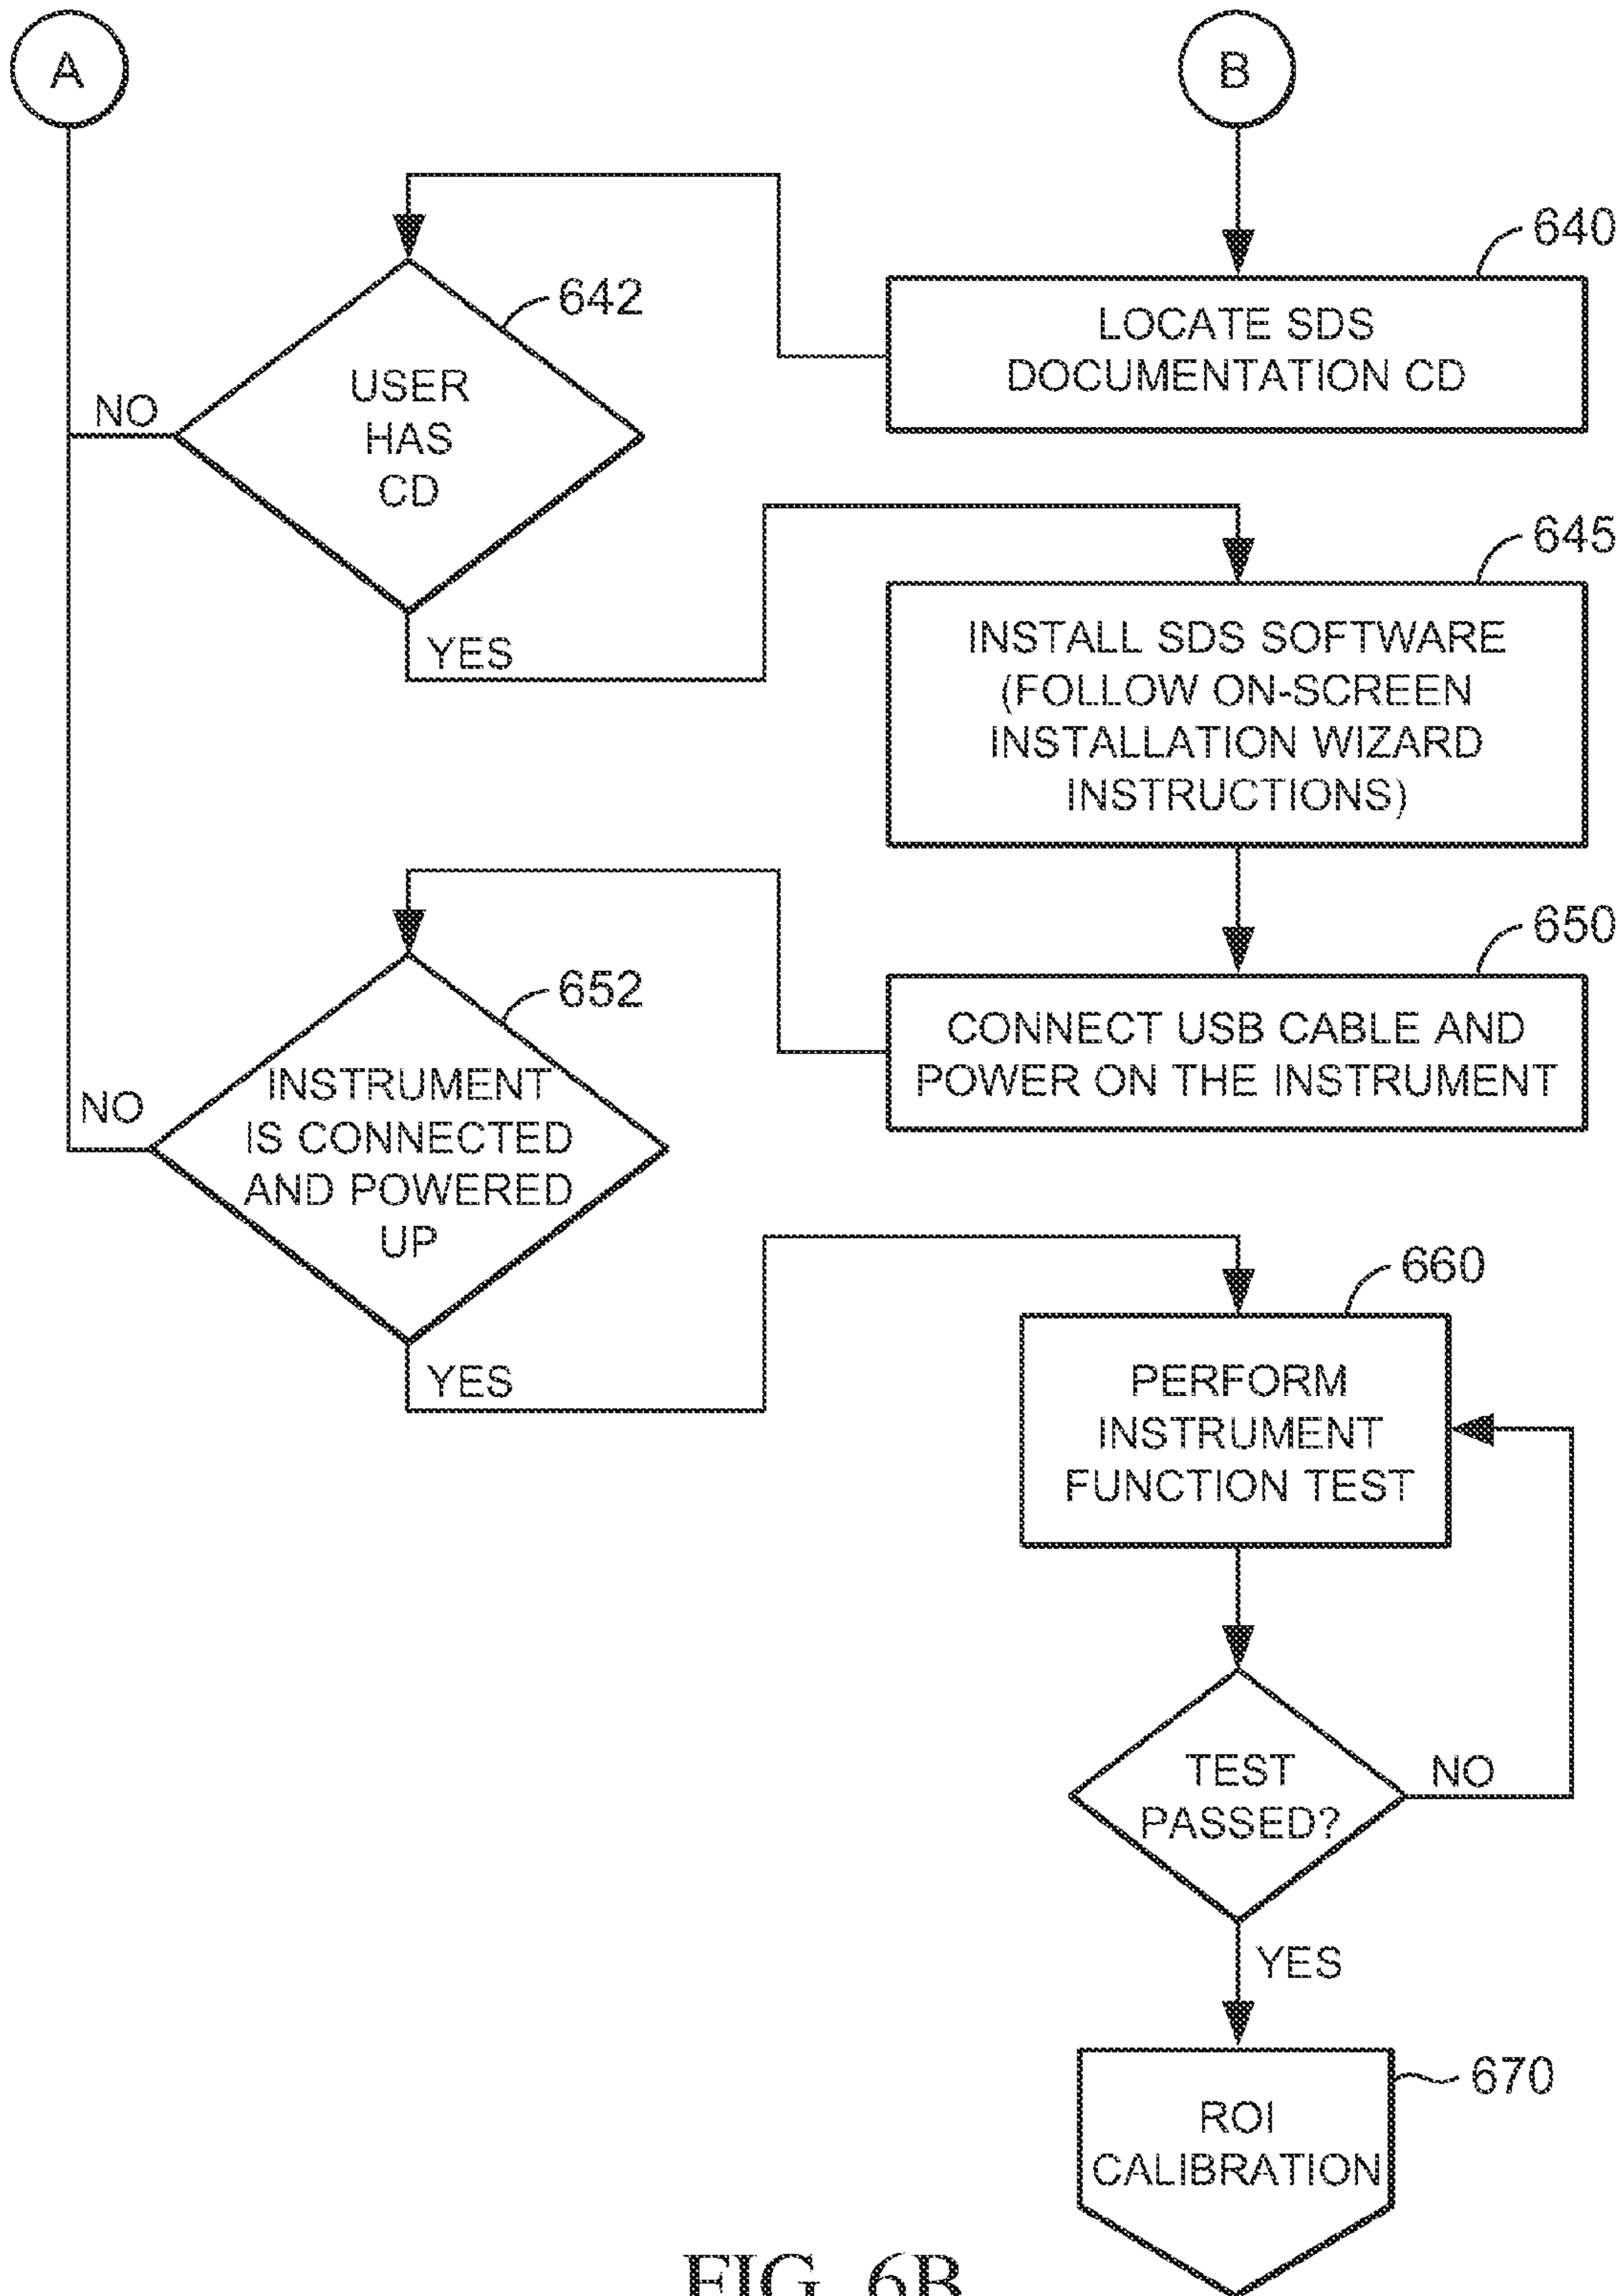 A
B
640
LOCATE SDS
DOCUMENTATION CD
642
USER
HAS
CD
NO
YES
645
INSTALL SDS SOFTWARE
(FOLLOW ON-SCREEN
INSTALLATION WIZARD
INSTRUCTIONS)
650
CONNECT USB CABLE AND
POWER ON THE INSTRUMENT
652
INSTRUMENT
IS CONNECTED
AND POWERED
UP
NO
YES
660
PERFORM
INSTRUMENT
FUNCTION TEST
TEST
PASSED?
NO
YES
670
ROI
CALIBRATION
FIG. 6B